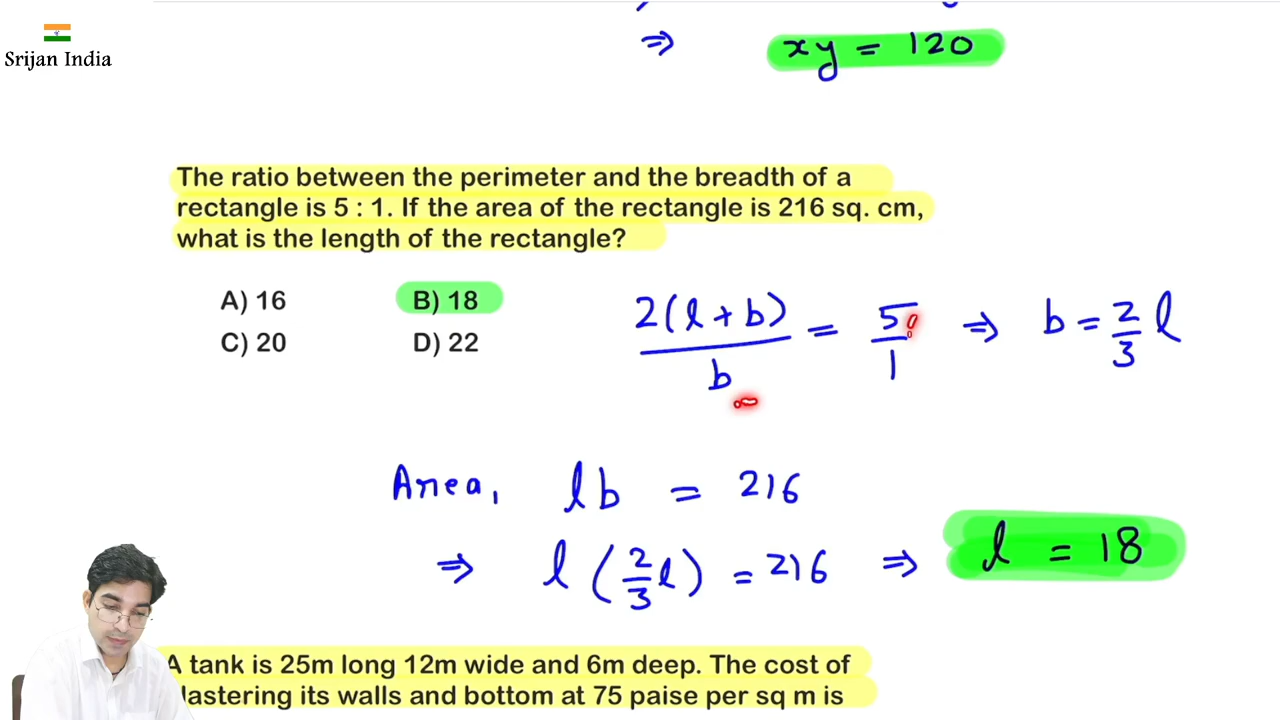 Srijan India
⇒ xy = 120
The ratio between the perimeter and the breadth of a
rectangle is 5 : 1. If the area of the rectangle is 216 sq. cm,
what is the length of the rectangle?
A) 16 B) 18
C) 20 D) 22
2(l + b)/b = 5/1 ⇒ b = 2/3 l
Area, lb = 216
⇒ l (2/3 l) = 216 ⇒ l = 18
A tank is 25m long 12m wide and 6m deep. The cost of
lastering its walls and bottom at 75 paise per sq m is